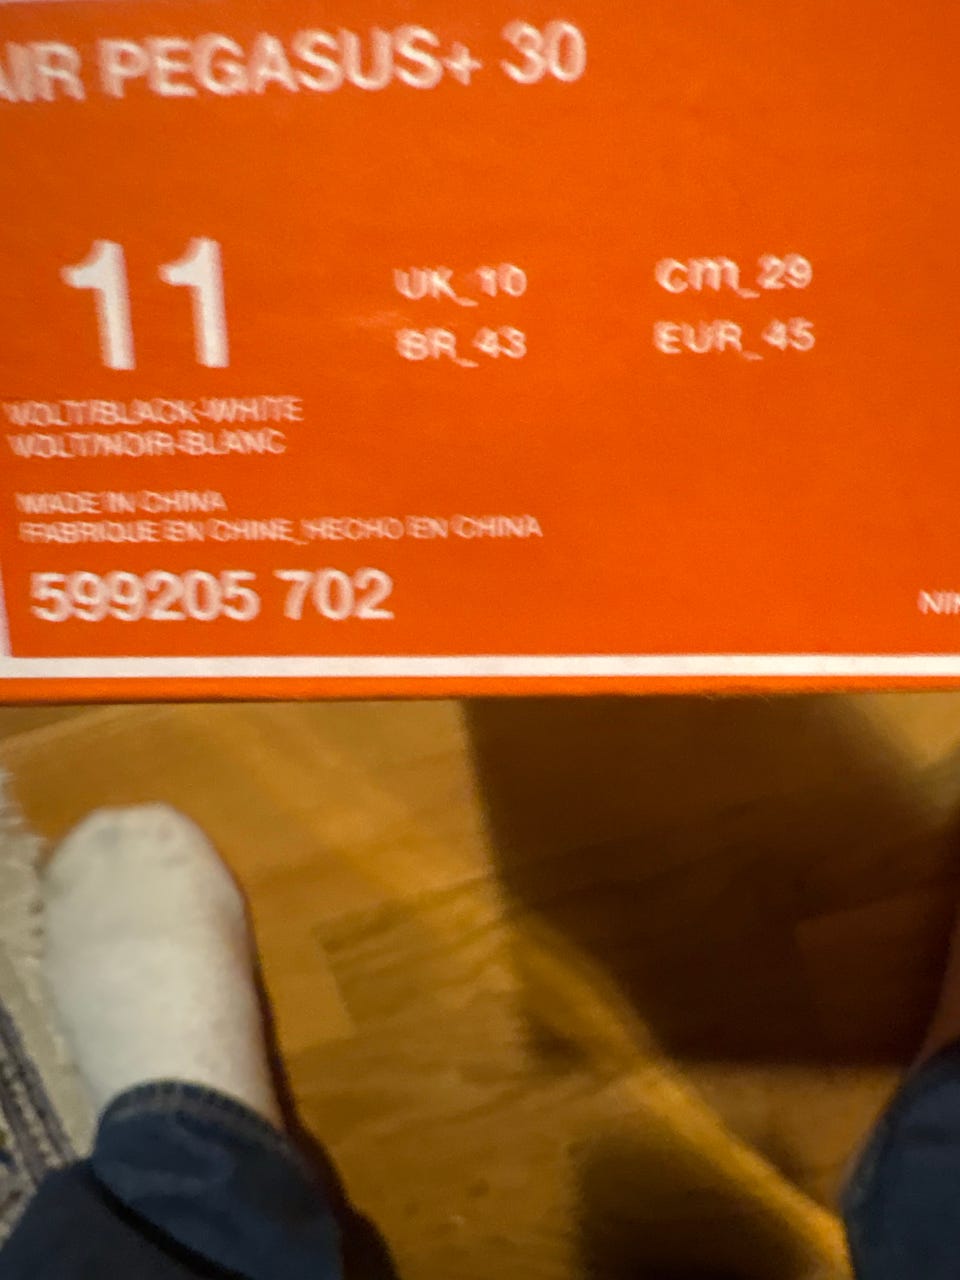 AIR PEGASUS+ 30
11
UK_10
cm_29
BR_43
EUR_45
VOLT/BLACK-WHITE
VOLT/NOIR-BLANC
MADE IN CHINA
FABRIQUE EN CHINE_HECHO EN CHINA
599205 702